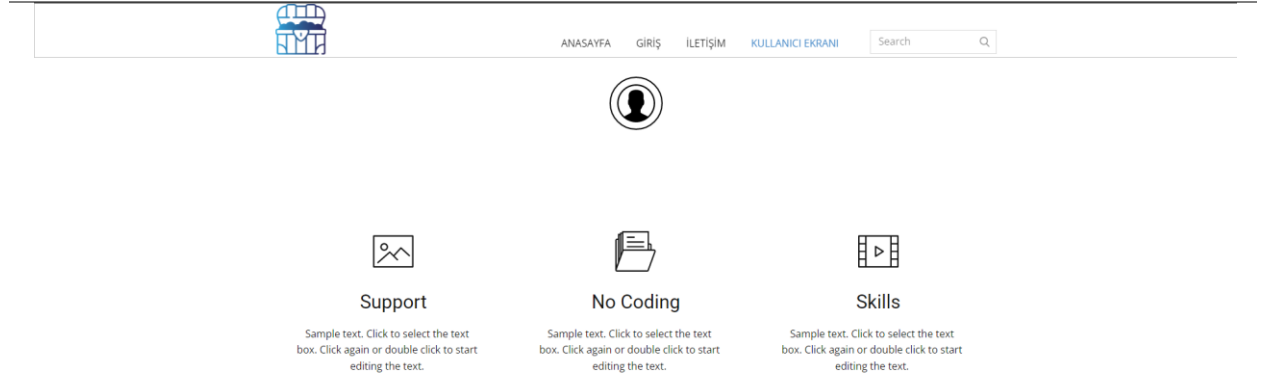 ANASAYFA GİRİŞ İLETİŞİM KULLANICI EKRANI Search
Support
Sample text. Click to select the text
box. Click again or double click to start
editing the text.
No Coding
Sample text. Click to select the text
box. Click again or double click to start
editing the text.
Skills
Sample text. Click to select the text
box. Click again or double click to start
editing the text.